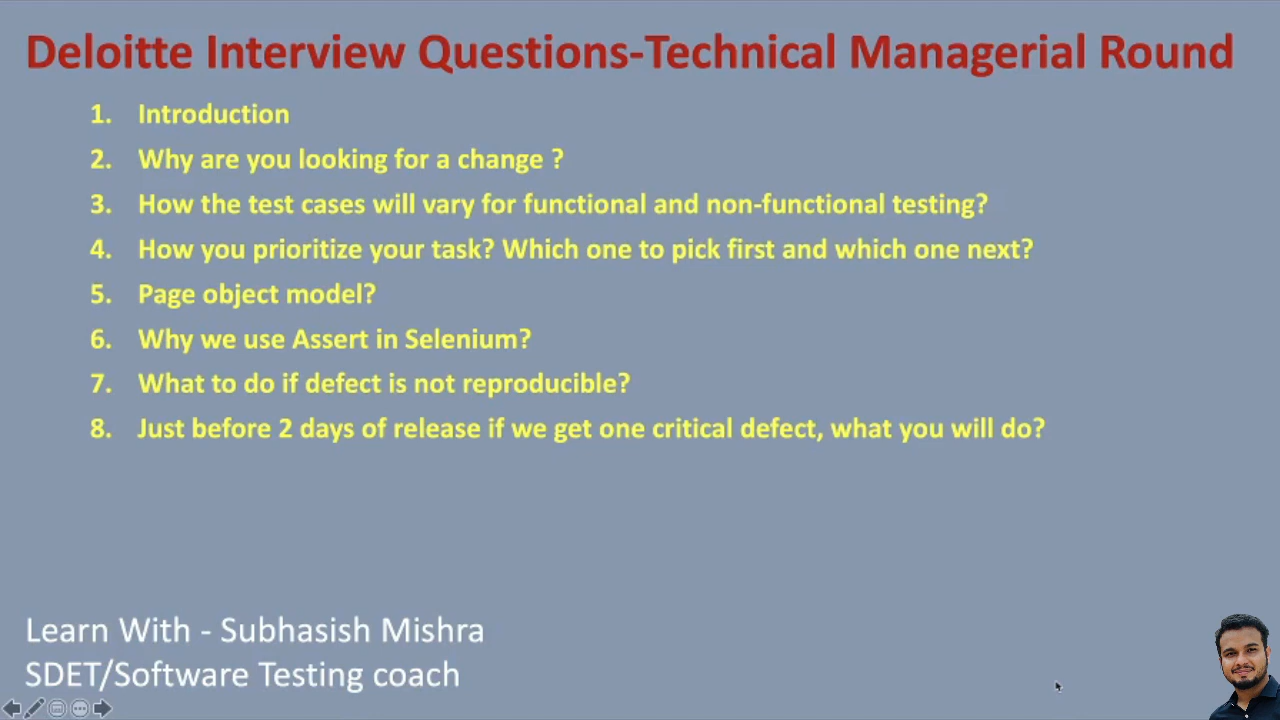 Deloitte Interview Questions-Technical Managerial Round
1. Introduction
2. Why are you looking for a change ?
3. How the test cases will vary for functional and non-functional testing?
4. How you prioritize your task? Which one to pick first and which one next?
5. Page object model?
6. Why we use Assert in Selenium?
7. What to do if defect is not reproducible?
8. Just before 2 days of release if we get one critical defect, what you will do?
Learn With - Subhasish Mishra
SDET/Software Testing coach